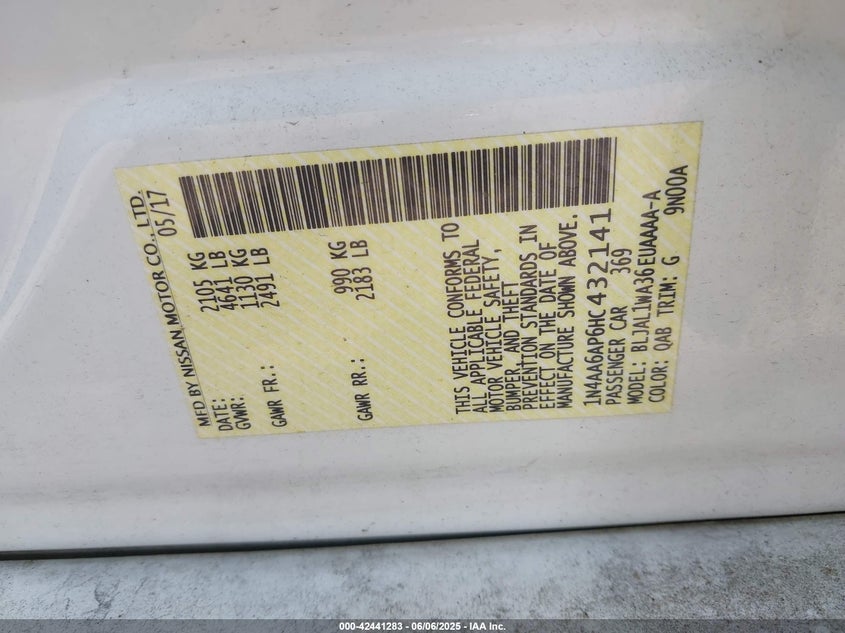 MFD BY NISSAN MOTOR CO., LTD.
DATE: 05/17
GVWR: 2105 KG
4641 LB
GAWR FR.: 1130 KG
2491 LB
GAWR RR.: 990 KG
2183 LB
THIS VEHICLE CONFORMS TO
ALL APPLICABLE FEDERAL
MOTOR VEHICLE SAFETY,
BUMPER, AND THEFT
PREVENTION STANDARDS IN
EFFECT ON THE DATE OF
MANUFACTURE SHOWN ABOVE.
1N4AA6AP6HC432141
PASSENGER CAR 369
MODEL: BLJAL1WA36EUAAAA-A
COLOR: QAB TRIM: G 9N00A
000-42441283 - 06/06/2025 - IAA Inc.